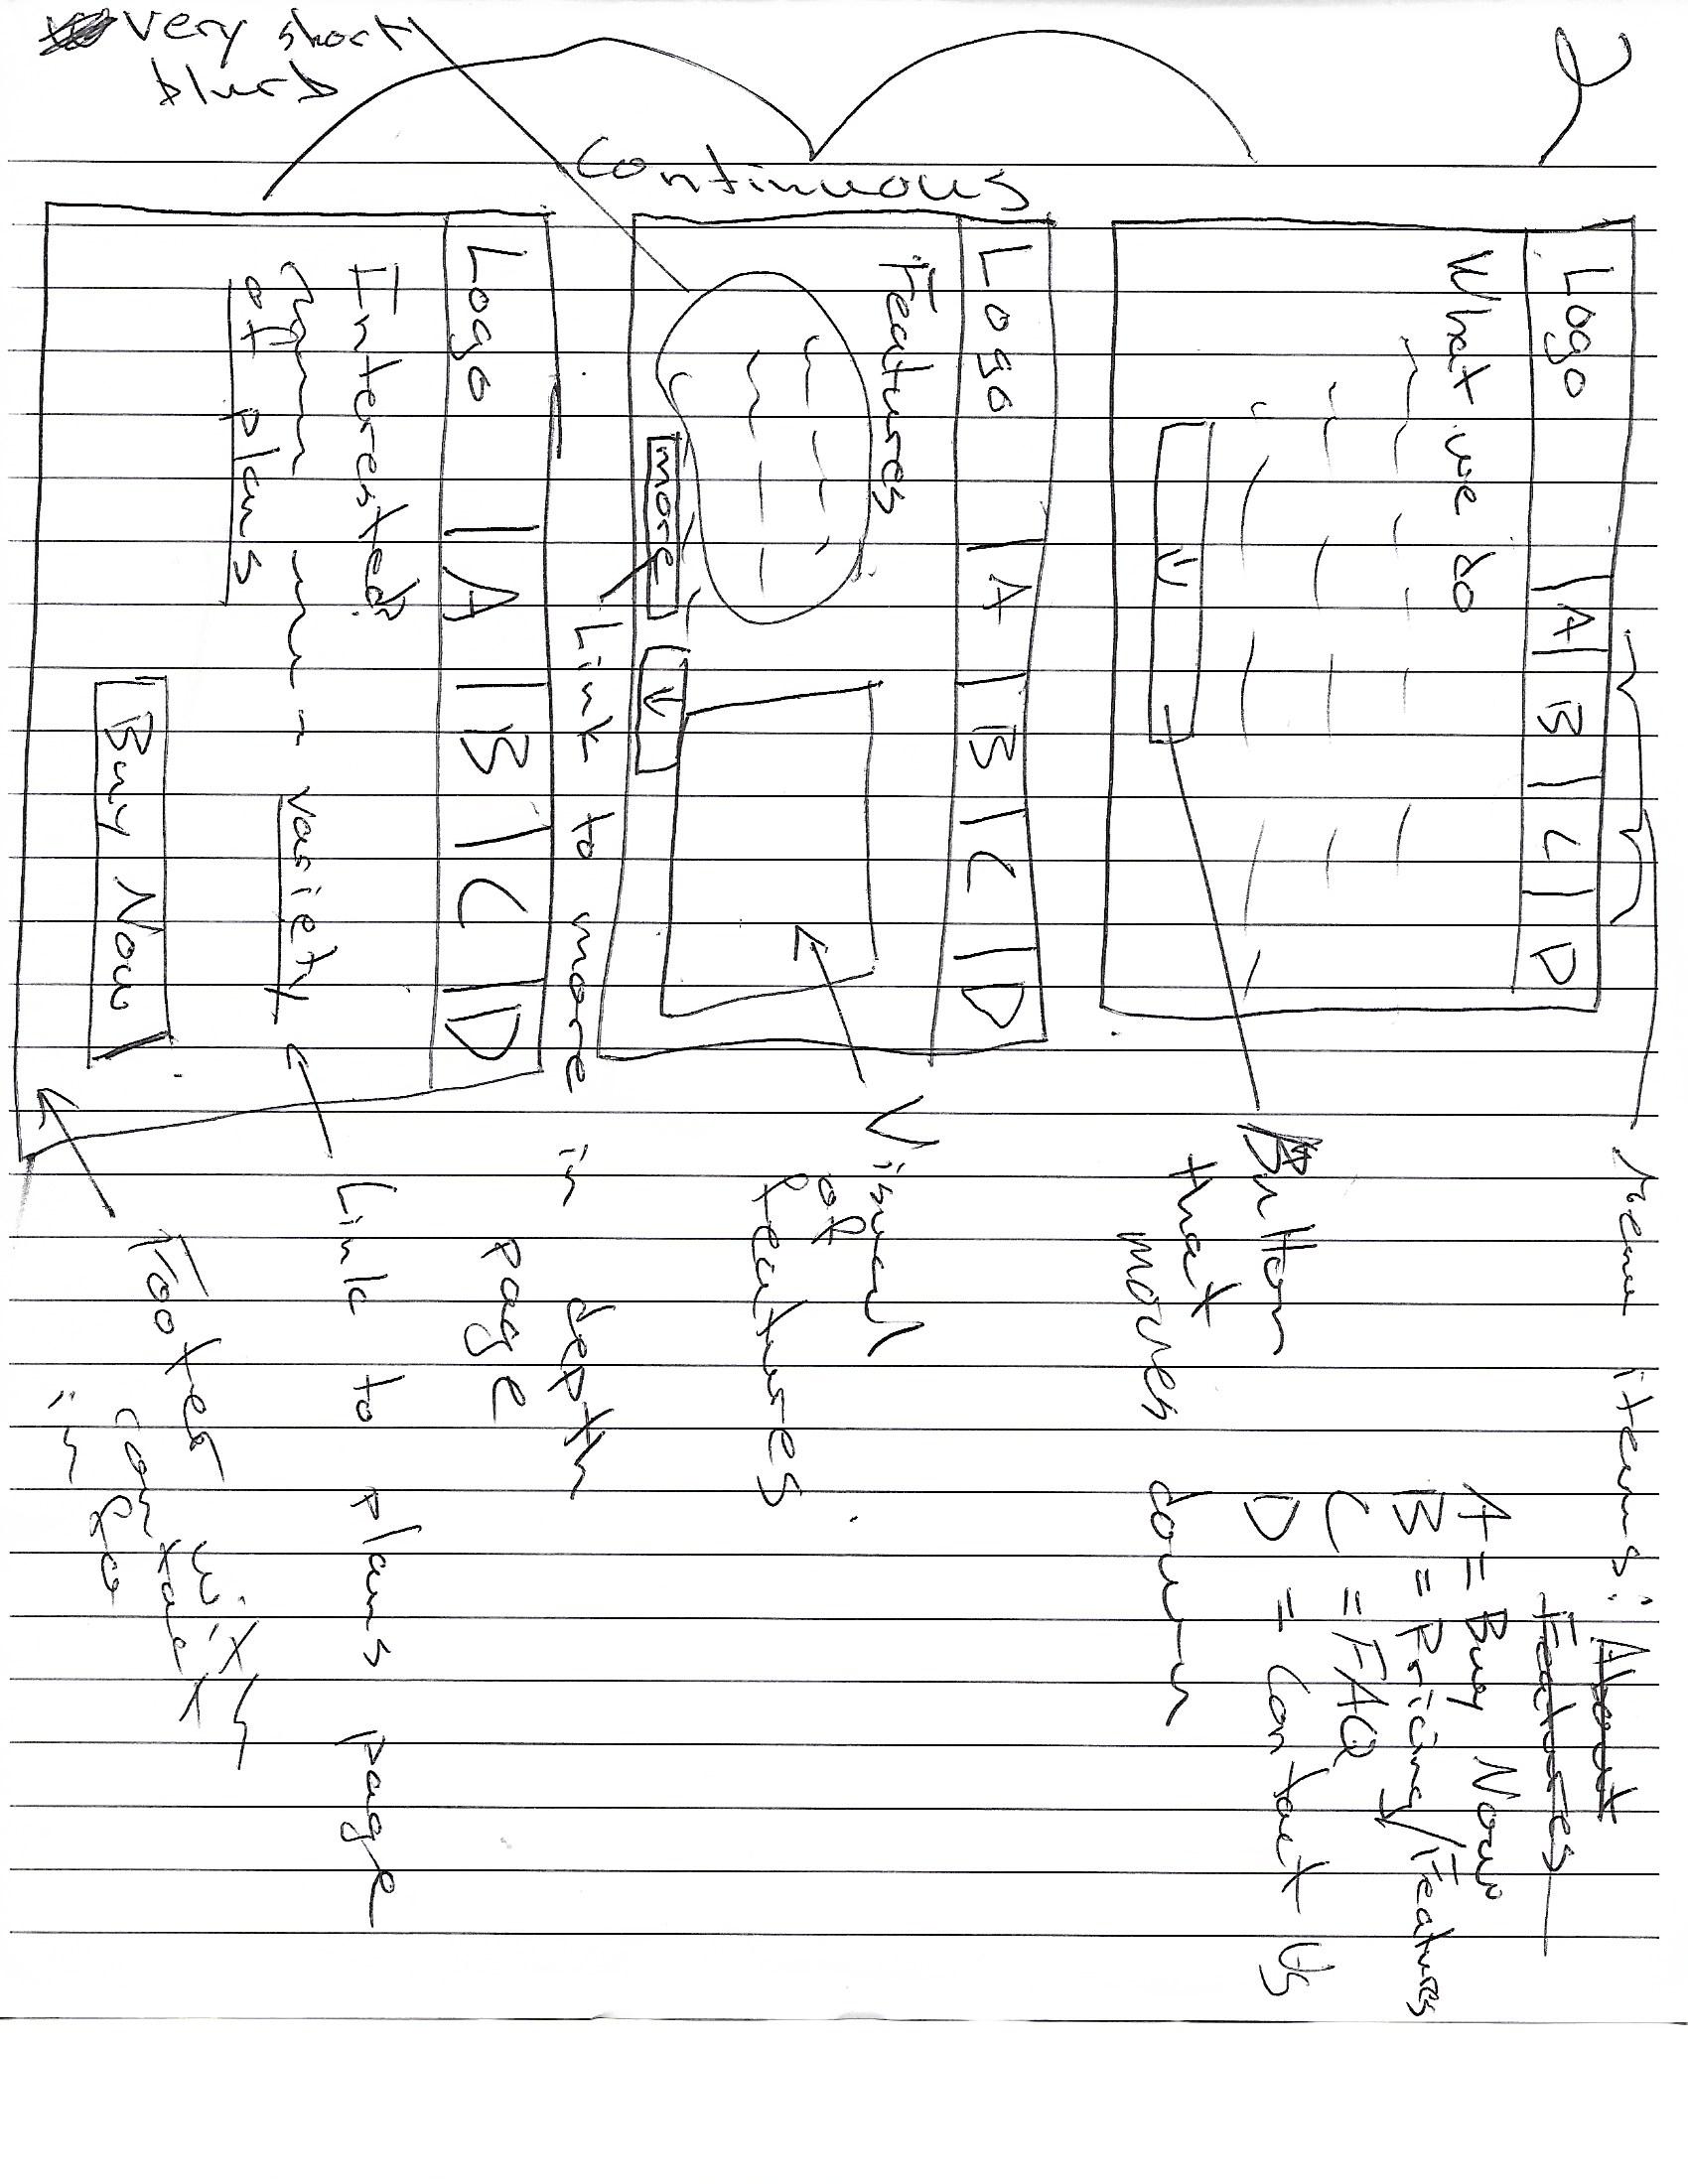 2
Menu items: About
Features
A = Buy Now
B = Pricing/Features
C = FAQ
D = Contact Us
Logo A B C D
What we do
↓
Button
that
moves down
continuous
Logo A B C D
Features
Visual
of
features
more ↓
Link to more in depth
page
very short
blurb
Logo A B C D
Interested?
variety
of plans
Link to plans page
Buy Now
Footer with
contact
info